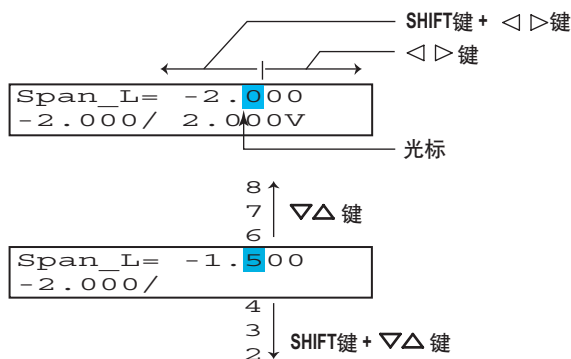 SHIFT键 + ◁ ▷键
◁ ▷ 键
Span_L= -2.000
-2.000/ 2.000V
光标
8
7
6
▽△ 键
Span_L= -1.500
-2.000/
4
3
2
SHIFT键 + ▽△ 键